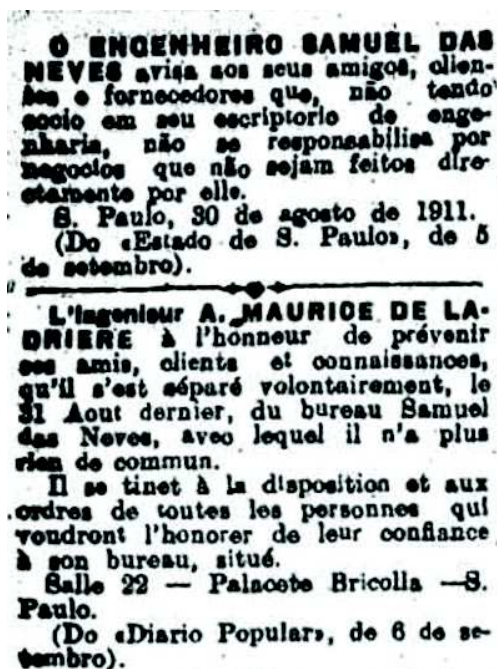 O ENGENHEIRO SAMUEL DAS
NEVES avisa aos seus amigos, clien-
tes e fornecedores que, não tendo
socio em seu escriptorio de enge-
nharia, não se responsabilisa por
negocios que não sejam feitos dire-
ctamente por elle.
S. Paulo, 30 de agosto de 1911.
(Do «Estado de S. Paulo», de 5
de setembro).
L'Ingenieur A. MAURICE DE LA-
DRIERE à l'honneur de prévenir
ses amis, clients et connaissances,
qu'il s'est séparé volontairement, le
31 Aout dernier, du bureau Samuel
das Neves, avec lequel il n'a plus
rien de commun.
Il se tinet à la disposition et aux
ordres de toutes les personnes qui
voudront l'honorer de leur confiance
à son bureau, situé.
Salle 22 — Palacete Bricolla —S.
Paulo.
(Do «Diario Popular», de 6 de se-
tembro).